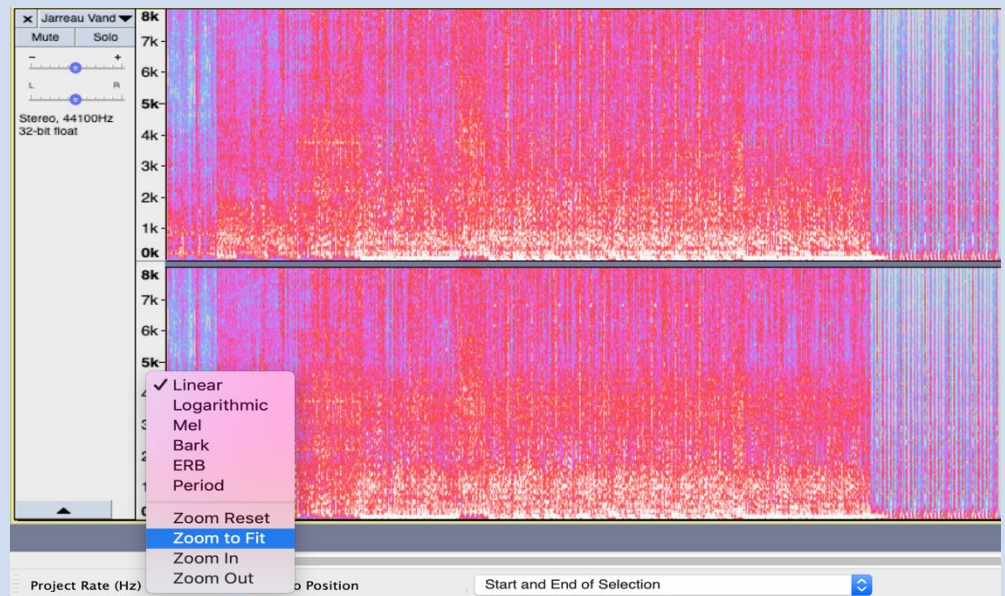 × Jarreau Vand
Mute Solo
- +
L R
Stereo, 44100Hz
32-bit float
8k
7k
6k
5k
4k
3k
2k
1k
0k
8k
7k
6k
5k
✓ Linear
Logarithmic
Mel
Bark
ERB
Period
Zoom Reset
Zoom to Fit
Zoom In
Zoom Out
Project Rate (Hz)
o Position
Start and End of Selection